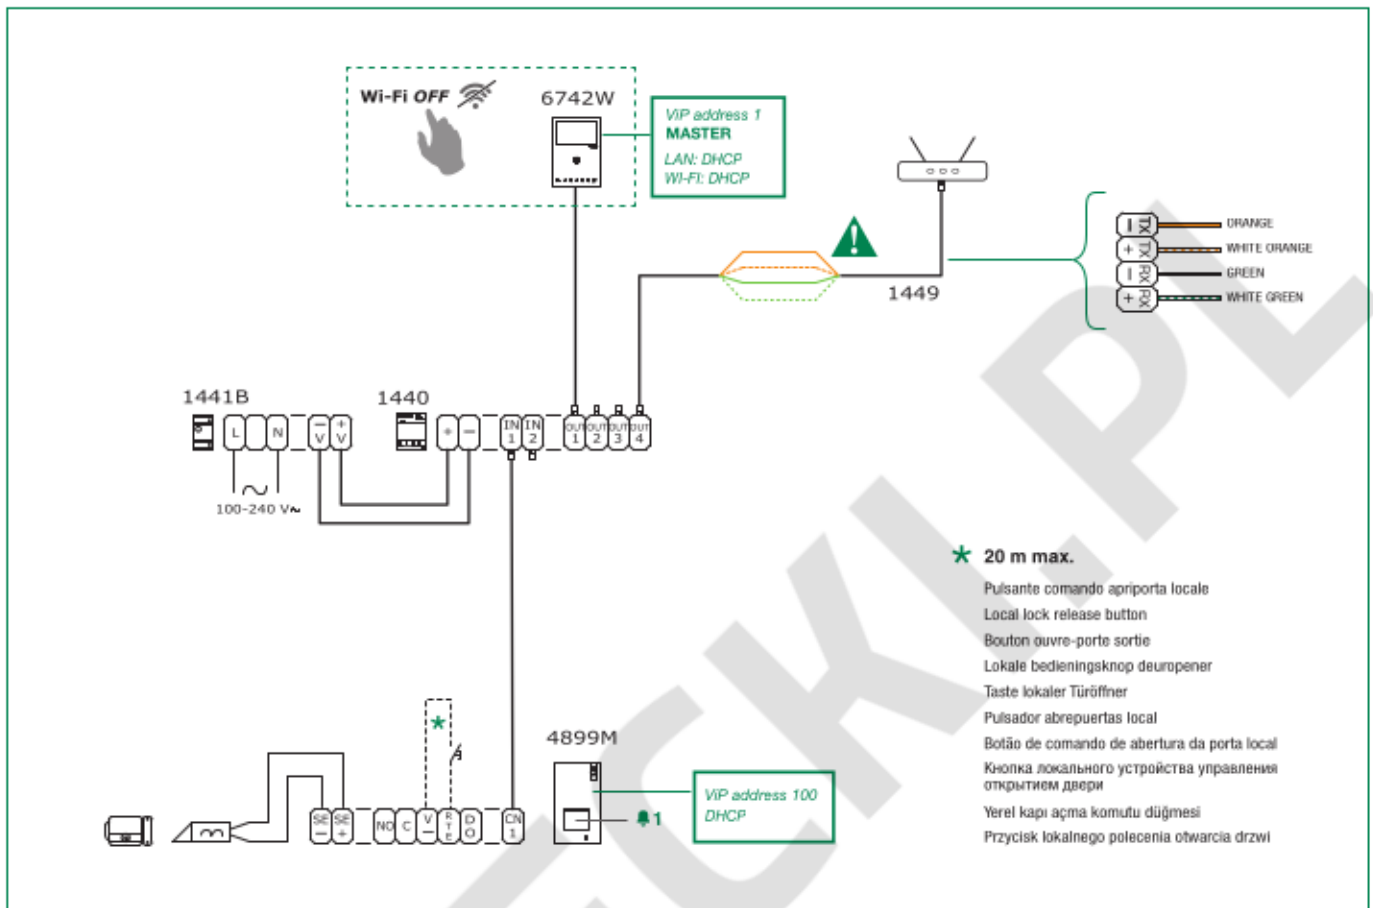 Wi-Fi OFF
6742W
ViP address 1
MASTER
LAN: DHCP
WI-FI: DHCP
1449
TX
ORANGE
+ TX
WHITE ORANGE
RX
GREEN
+ RX
WHITE GREEN
1441B
L
N
− V
+ V
1440
+
−
IN 1
IN 2
OUT 1
OUT 2
OUT 3
OUT 4
100-240 V~
* 20 m max.
Pulsante comando apriporta locale
Local lock release button
Bouton ouvre-porte sortie
Lokale bedieningsknop deuropener
Taste lokaler Türöffner
Pulsador abrepuertas local
Botão de comando de abertura da porta local
Кнопка локального устройства управления
открытием двери
Yerel kapı açma komutu düğmesi
Przycisk lokalnego polecenia otwarcia drzwi
*
4899M
ViP address 100
DHCP
1
SE −
SE +
NO
C
V −
RTE
DO
CN 1
CKI.PL